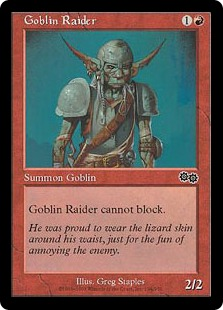 Goblin Raider 1
Summon Goblin
Goblin Raider cannot block.
He was proud to wear the lizard skin
around his waist, just for the fun of
annoying the enemy.
Illus. Greg Staples
2/2